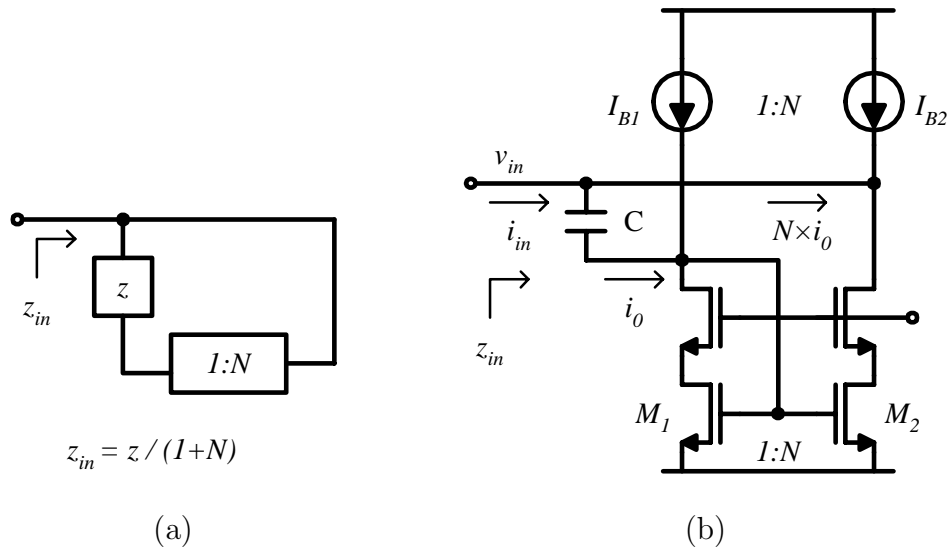 z
z_in
1:N
z_in = z / (1+N)
(a)
I_B1
1:N
I_B2
v_in
i_in
C
N×i_0
i_0
z_in
M_1
M_2
1:N
(b)